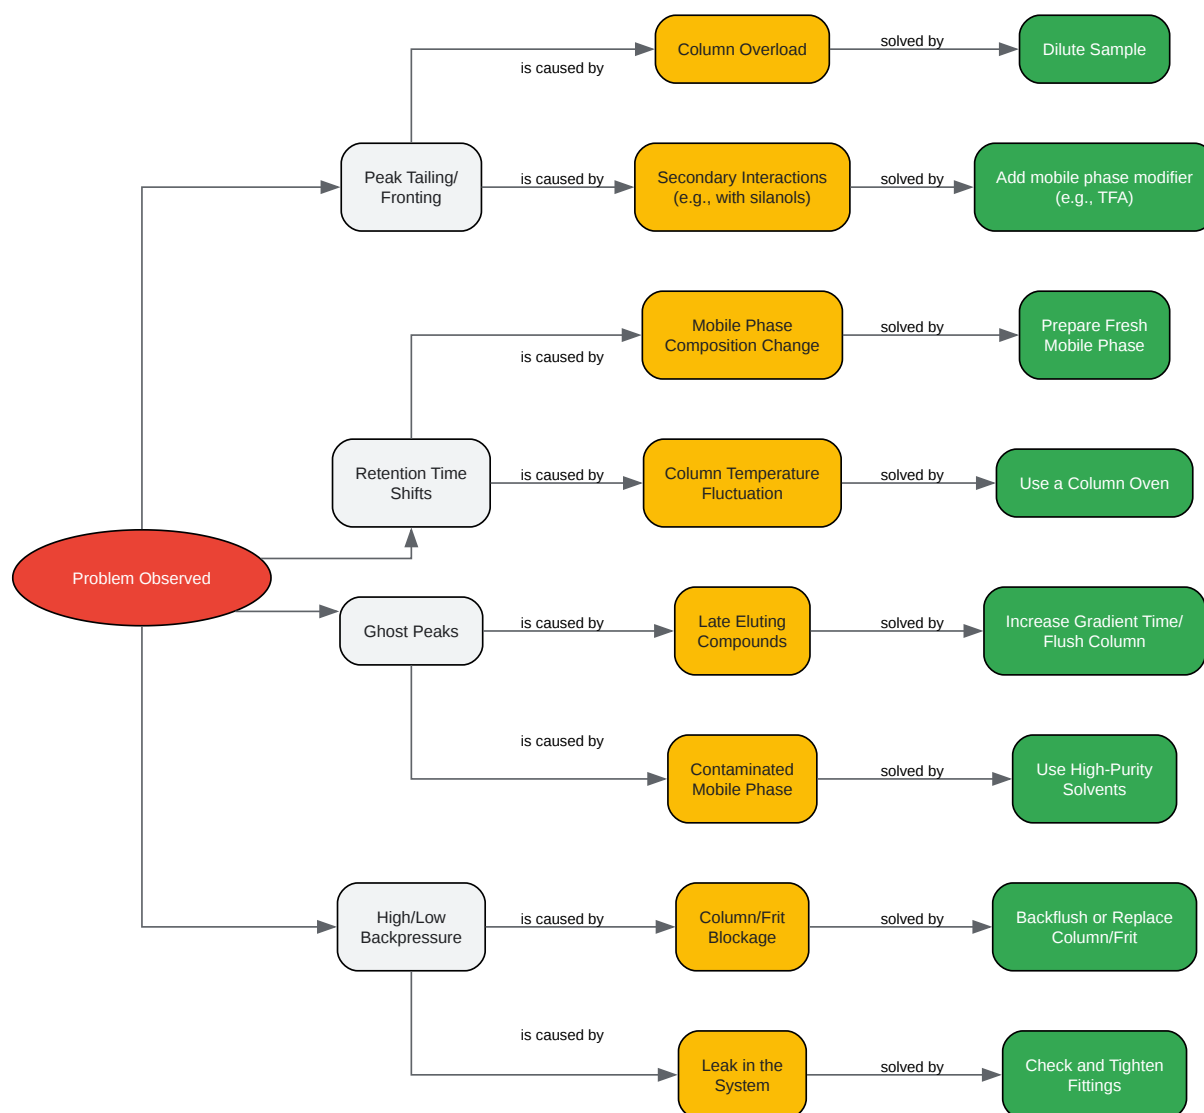 Column Overload
solved by
Dilute Sample
is caused by
Peak Tailing/
Fronting
is caused by
Secondary Interactions
(e.g., with silanols)
solved by
Add mobile phase modifier
(e.g., TFA)
Mobile Phase
Composition Change
solved by
Prepare Fresh
Mobile Phase
is caused by
Retention Time
Shifts
is caused by
Column Temperature
Fluctuation
solved by
Use a Column Oven
Problem Observed
Ghost Peaks
is caused by
Late Eluting
Compounds
solved by
Increase Gradient Time/
Flush Column
is caused by
Contaminated
Mobile Phase
solved by
Use High-Purity
Solvents
High/Low
Backpressure
is caused by
Column/Frit
Blockage
solved by
Backflush or Replace
Column/Frit
is caused by
Leak in the
System
solved by
Check and Tighten
Fittings